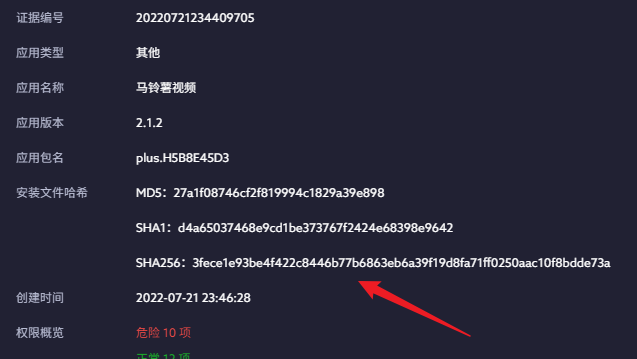 证据编号 20220721234409705
应用类型 其他
应用名称 马铃薯视频
应用版本 2.1.2
应用包名 plus.H5B8E45D3
安装文件哈希 MD5：27a1f08746cf2f819994c1829a39e898
SHA1：d4a65037468e9cd1be373767f2424e68398e9642
SHA256：3fece1e93be4f422c8446b77b6863eb6a39f19d8fa71ff0250aac10f8bdde73a
创建时间 2022-07-21 23:46:28
权限概览 危险 10 项
正常 12 项